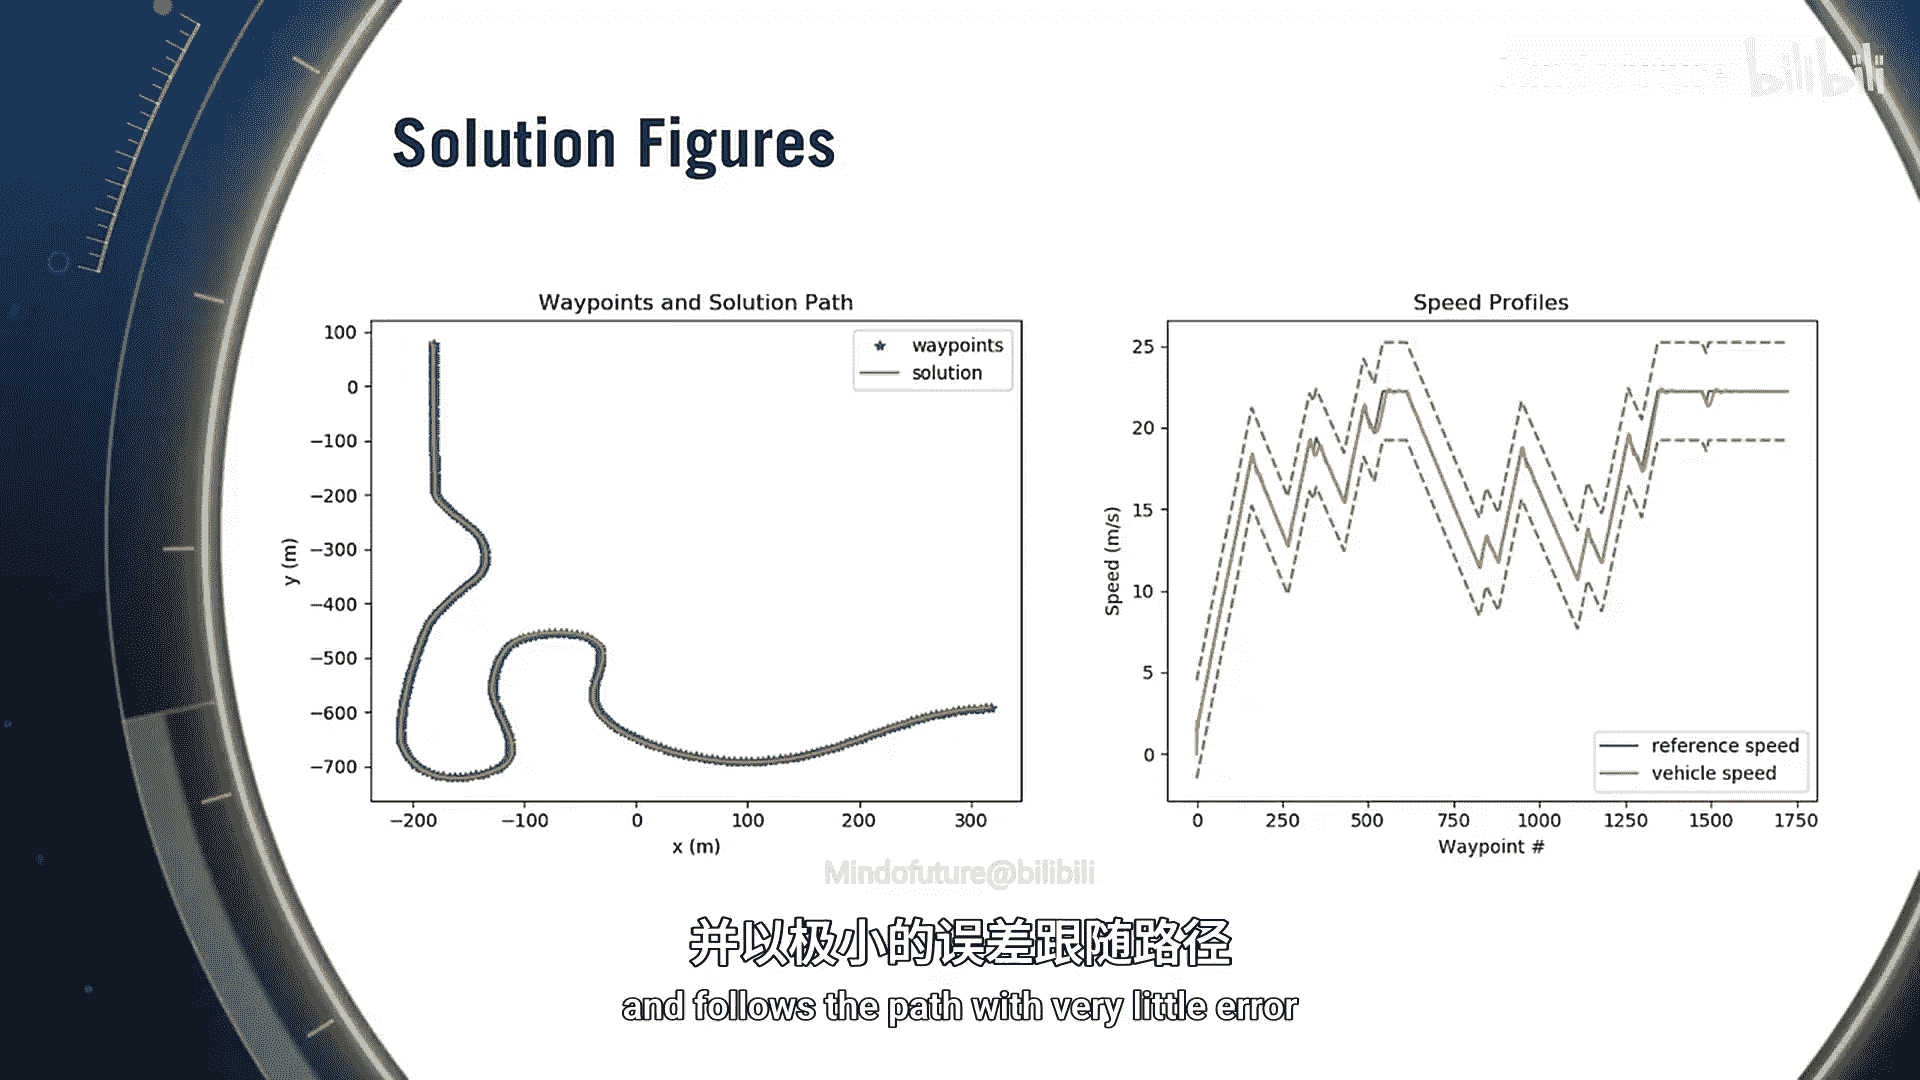 bilibili
Solution Figures
Waypoints and Solution Path
100
0
−100
−200
−300
−400
−500
−600
−700
y (m)
waypoints
solution
−200 −100 0 100 200 300
x (m)
Speed Profiles
25
20
15
10
5
0
Speed (m/s)
reference speed
vehicle speed
0 250 500 750 1000 1250 1500 1750
Waypoint #
Mindofuture@bilibili
并以极小的误差跟随路径
and follows the path with very little error